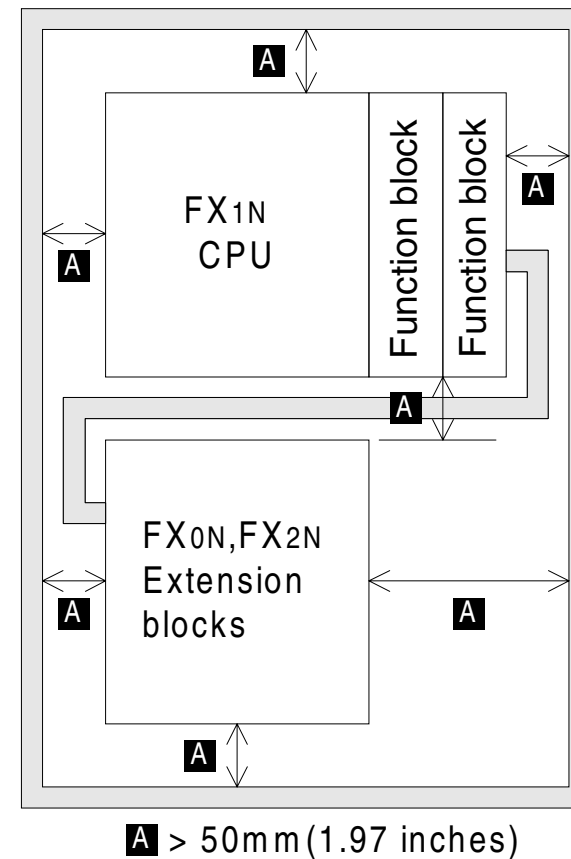 A
FX1N
CPU
Function block
Function block
A
A
A
FX0N,FX2N
Extension
blocks
A
A
A
A > 50mm(1.97 inches)